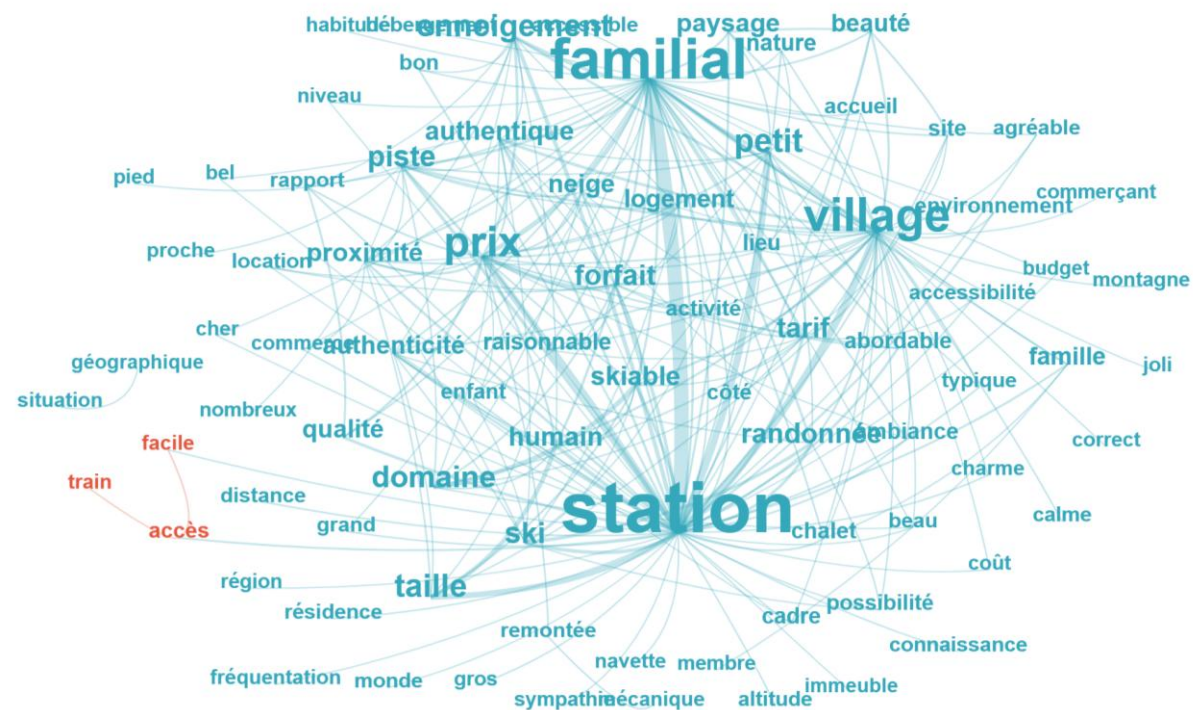 habitude hébergement enneigement accessible paysage beauté
familial nature
bon
niveau accueil
authentique petit site agréable
piste
pied bel rapport neige logement commerçant
village environnement
proche location proximité prix lieu
forfait budget montagne
accessibilité
activité
cher commerce authenticité raisonnable tarif abordable
géographique famille joli
skiable typique
situation nombreux enfant côté
facile qualité humain randonnée ambiance correct
train domaine charme
distance station
accès grand ski chalet beau calme
coût
région taille
résidence cadre possibilité
remontée connaissance
navette membre
fréquentation monde gros immeuble
sympathie mécanique altitude